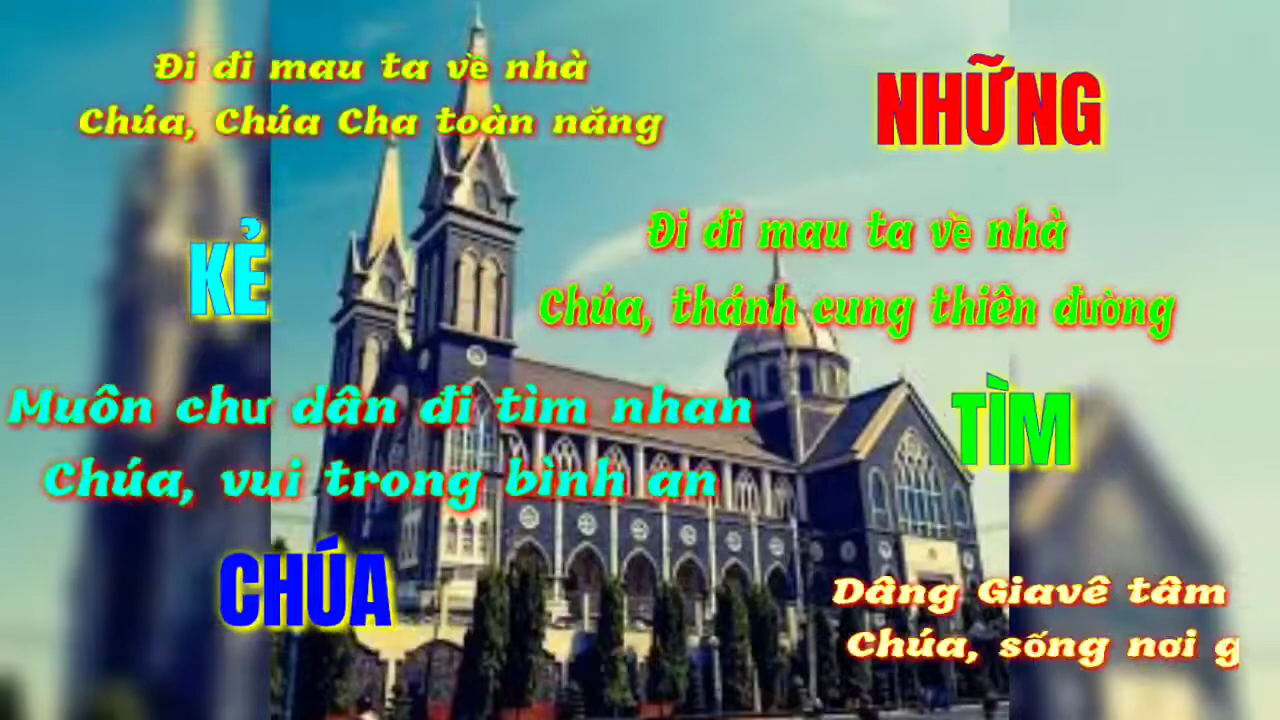 Đi đi mau ta về nhà
Chúa, Chúa Cha toàn năng
NHỮNG
KẺ
Đi đi mau ta về nhà
Chúa, thánh cung thiên đường
Muôn chư dân đi tìm nhan
Chúa, vui trong bình an
TÌM
CHÚA
Dâng Giavê tâm
Chúa, sống nơi g